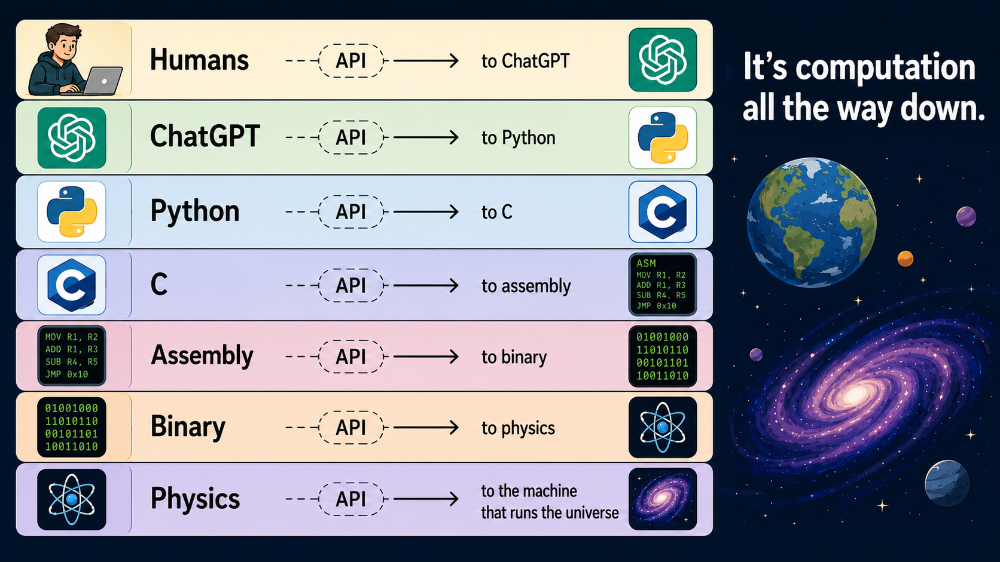 Humans API to ChatGPT
ChatGPT API to Python
Python API to C
C
C API to assembly
C
ASM
MOV R1, R2
ADD R1, R3
SUB R4, R5
JMP 0x10
Assembly API to binary
MOV R1, R2
ADD R1, R3
SUB R4, R5
JMP 0x10
01001000
11010110
00101101
10011010
Binary API to physics
01001000
11010110
00101101
10011010
Physics API to the machine
that runs the universe
It's computation
all the way down.